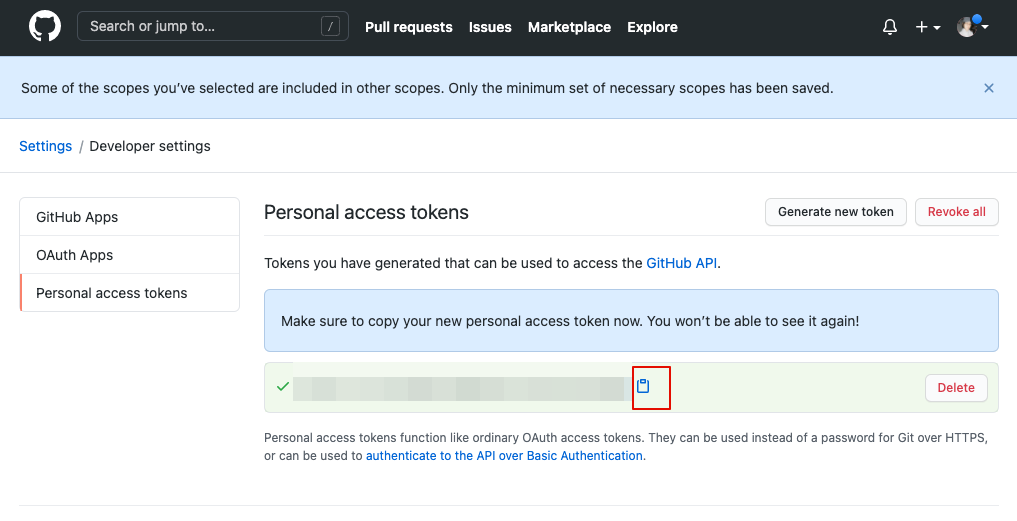 Search or jump to...
/
Pull requests
Issues
Marketplace
Explore
Some of the scopes you’ve selected are included in other scopes. Only the minimum set of necessary scopes has been saved.
Settings / Developer settings
GitHub Apps
OAuth Apps
Personal access tokens
Personal access tokens
Generate new token
Revoke all
Tokens you have generated that can be used to access the GitHub API.
Make sure to copy your new personal access token now. You won’t be able to see it again!
Delete
Personal access tokens function like ordinary OAuth access tokens. They can be used instead of a password for Git over HTTPS,
or can be used to authenticate to the API over Basic Authentication.